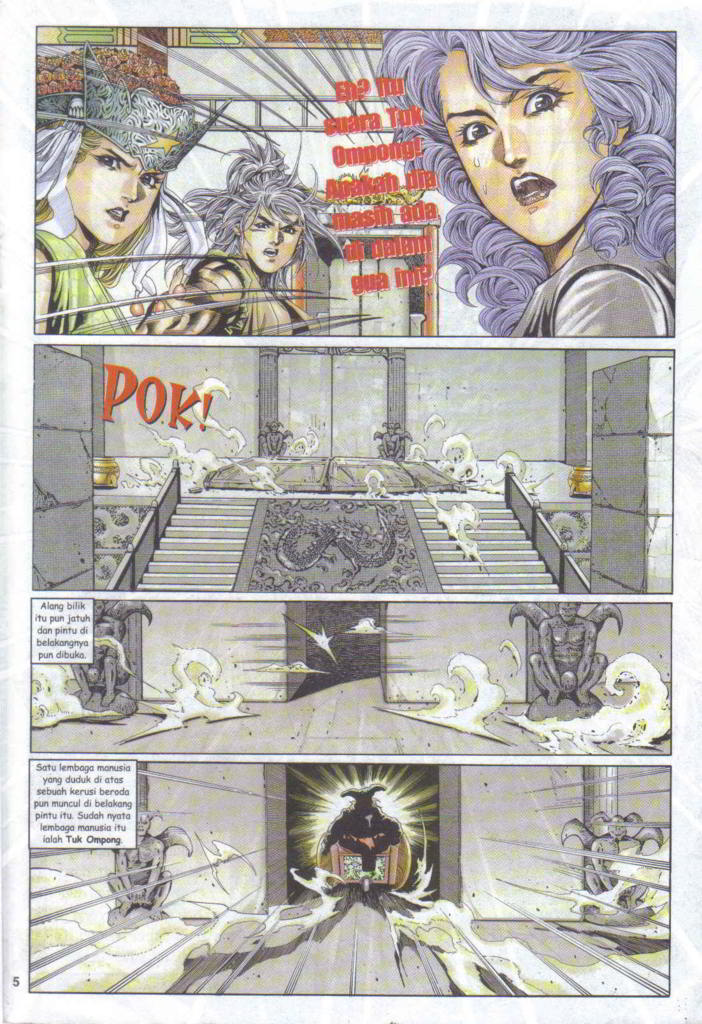 Eh? Itu
suara Tuk
Ompong!
Apakah dia
masih ada
di dalam
gua ini?
POK!
Alang bilik
itu pun jatuh
dan pintu di
belakangnya
pun dibuka.
Satu lembaga manusia
yang duduk di atas
sebuah kerusi beroda
pun muncul di belakang
pintu itu. Sudah nyata
lembaga manusia itu
ialah Tuk Ompong.
5